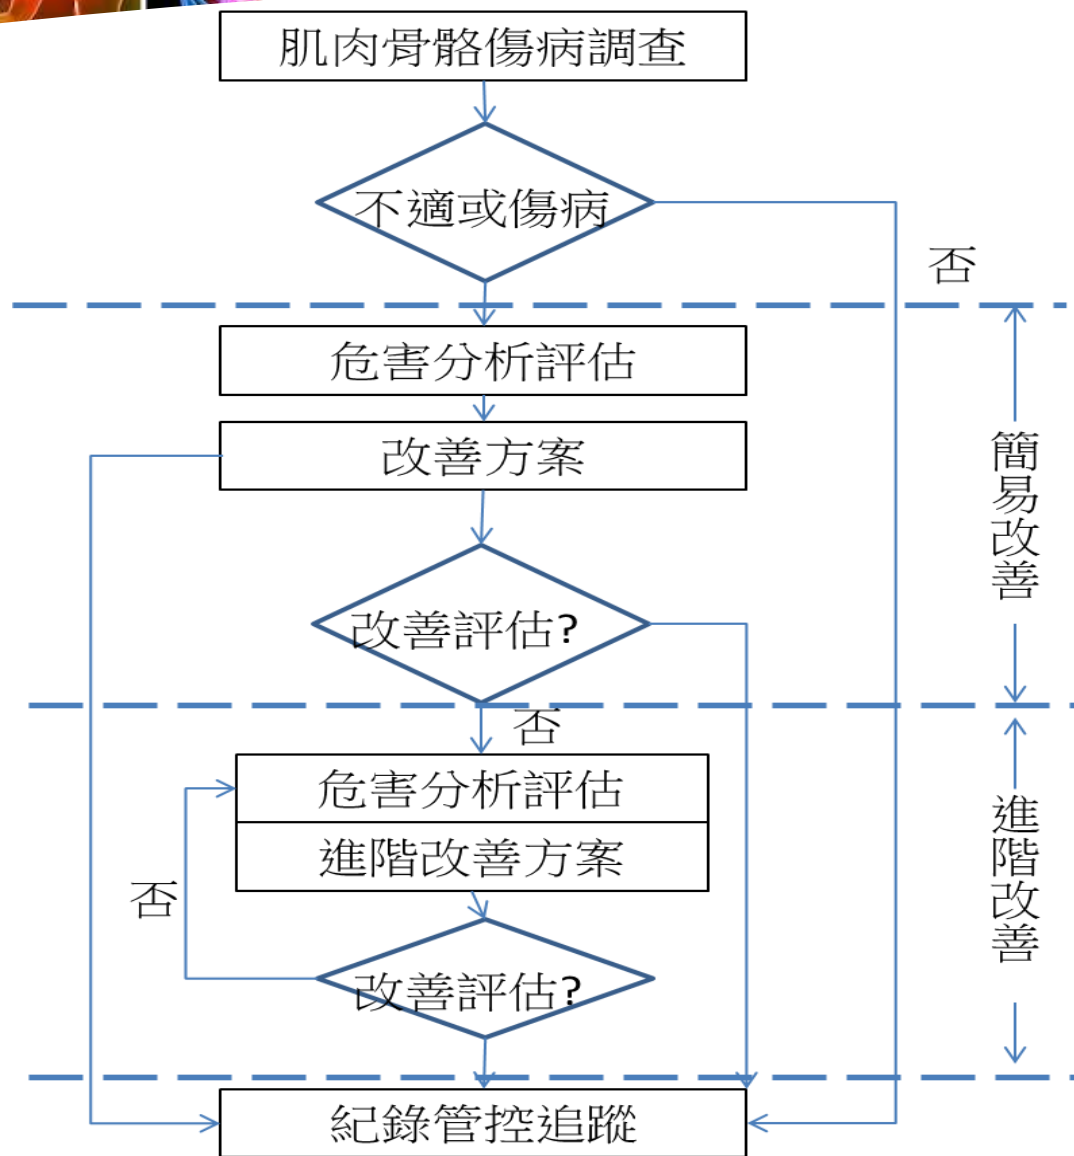 肌肉骨骼傷病調查
不適或傷病
否
危害分析評估
改善方案
簡易改善
改善評估?
否
危害分析評估
進階改善方案
進階改善
否
改善評估?
紀錄管控追蹤